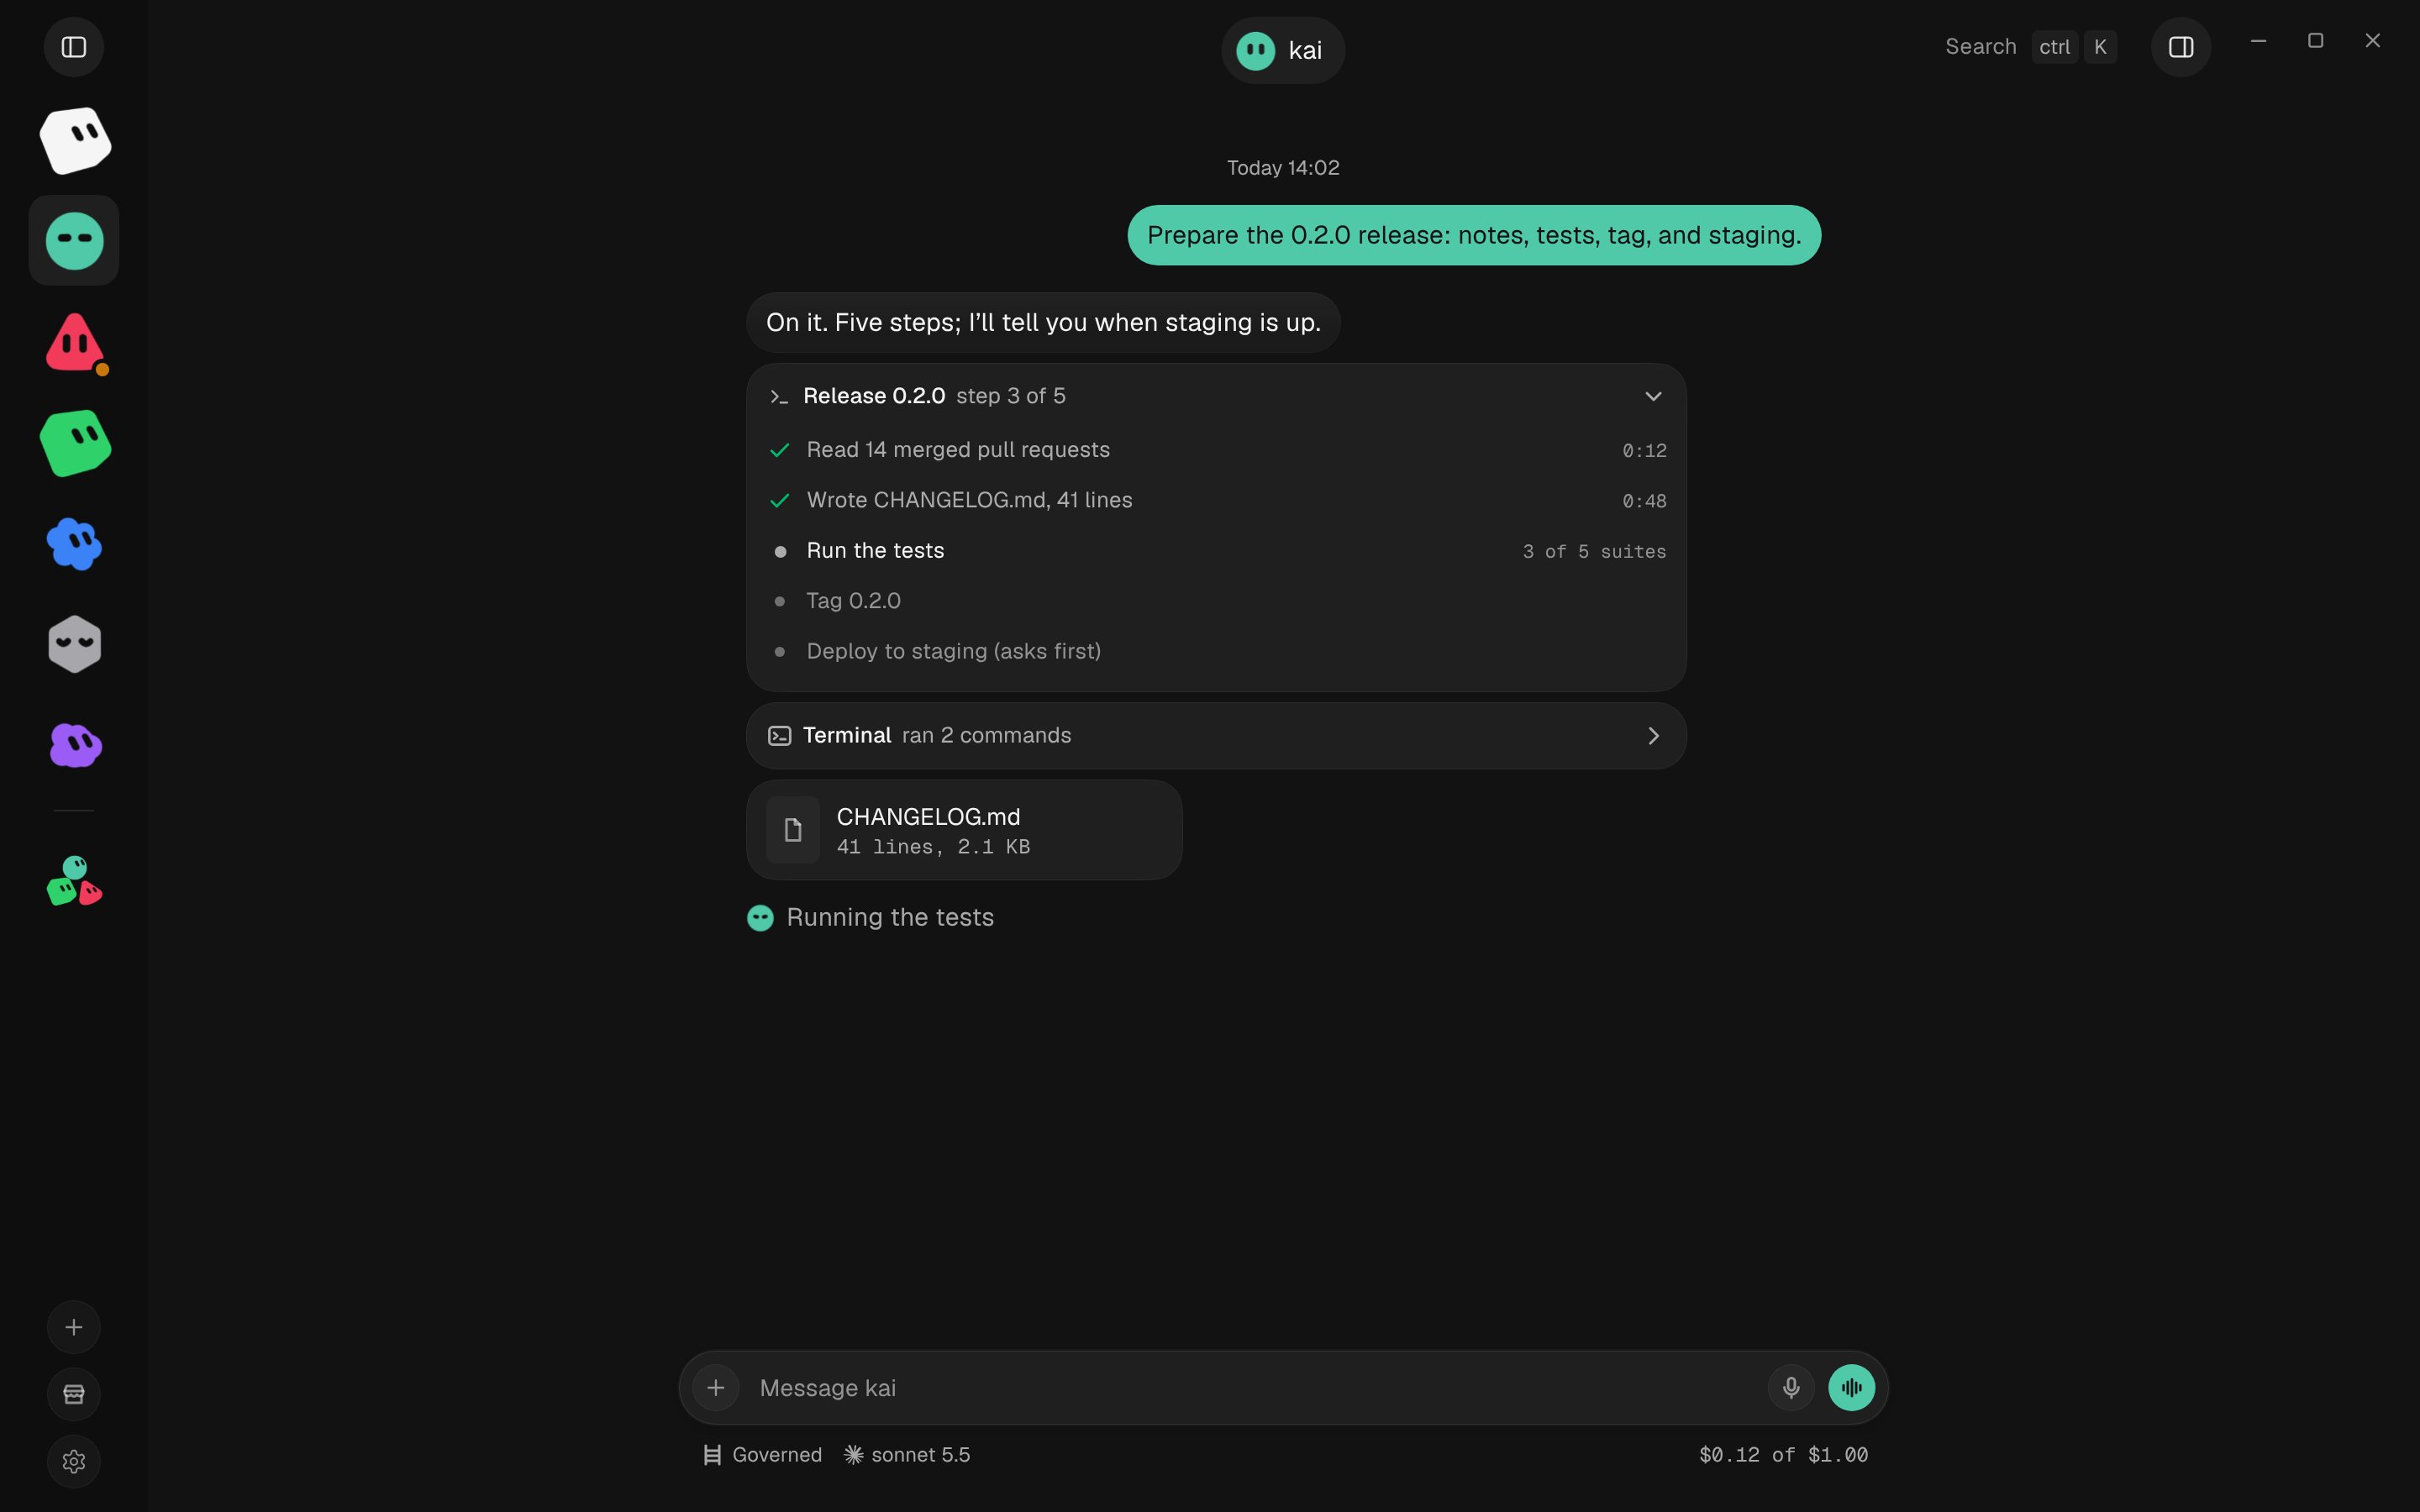 kai
Search ctrl K
Today 14:02
Prepare the 0.2.0 release: notes, tests, tag, and staging.
On it. Five steps; I’ll tell you when staging is up.
Release 0.2.0 step 3 of 5
Read 14 merged pull requests 0:12
Wrote CHANGELOG.md, 41 lines 0:48
Run the tests 3 of 5 suites
Tag 0.2.0
Deploy to staging (asks first)
Terminal ran 2 commands
CHANGELOG.md
41 lines, 2.1 KB
Running the tests
Message kai
Governed sonnet 5.5 $0.12 of $1.00